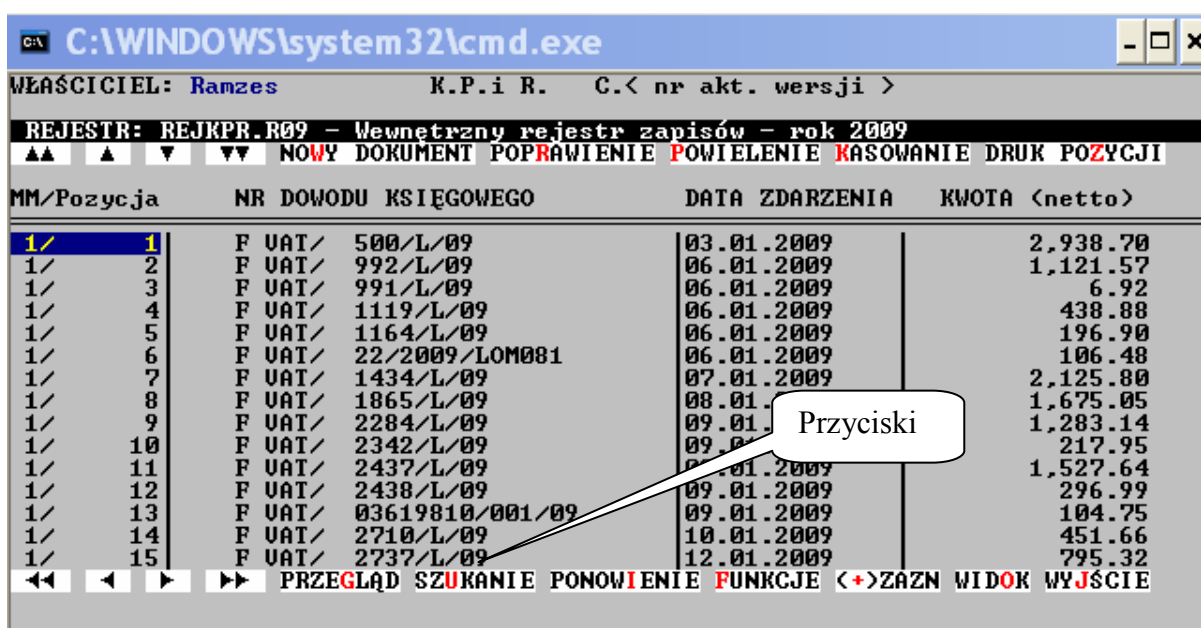 C:\WINDOWS\system32\cmd.exe
WŁAŚCICIEL: Ramzes K.P.i R. C.< nr akt. wersji >
REJESTR: REJKPR.R09 - Wewnętrzny rejestr zapisów - rok 2009
NOWY DOKUMENT POPRAWIENIE POWIELENIE KASOWANIE DRUK POZYCJI
MM/Pozycja NR DOWODU KSIĘGOWEGO DATA ZDARZENIA KWOTA (netto)
1/ 1 F VAT/ 500/L/09 03.01.2009 2,938.70
1/ 2 F VAT/ 992/L/09 06.01.2009 1,121.57
1/ 3 F VAT/ 991/L/09 06.01.2009 6.92
1/ 4 F VAT/ 1119/L/09 06.01.2009 438.88
1/ 5 F VAT/ 1164/L/09 06.01.2009 196.90
1/ 6 F VAT/ 22/2009/LOM081 06.01.2009 106.48
1/ 7 F VAT/ 1434/L/09 07.01.2009 2,125.80
1/ 8 F VAT/ 1865/L/09 08.01.2009 1,675.05
1/ 9 F VAT/ 2284/L/09 09.01. 1,283.14
Przyciski
1/ 10 F VAT/ 2342/L/09 217.95
1/ 11 F VAT/ 2437/L/09 .2009 1,527.64
1/ 12 F VAT/ 2438/L/09 09.01.2009 296.99
1/ 13 F VAT/ 03619810/001/09 09.01.2009 104.75
1/ 14 F VAT/ 2710/L/09 10.01.2009 451.66
1/ 15 F VAT/ 2737/L/09 12.01.2009 795.32
PRZEGLĄD SZUKANIE PONOWIENIE FUNKCJE <+>ZAZN WIDOK WYJŚCIE